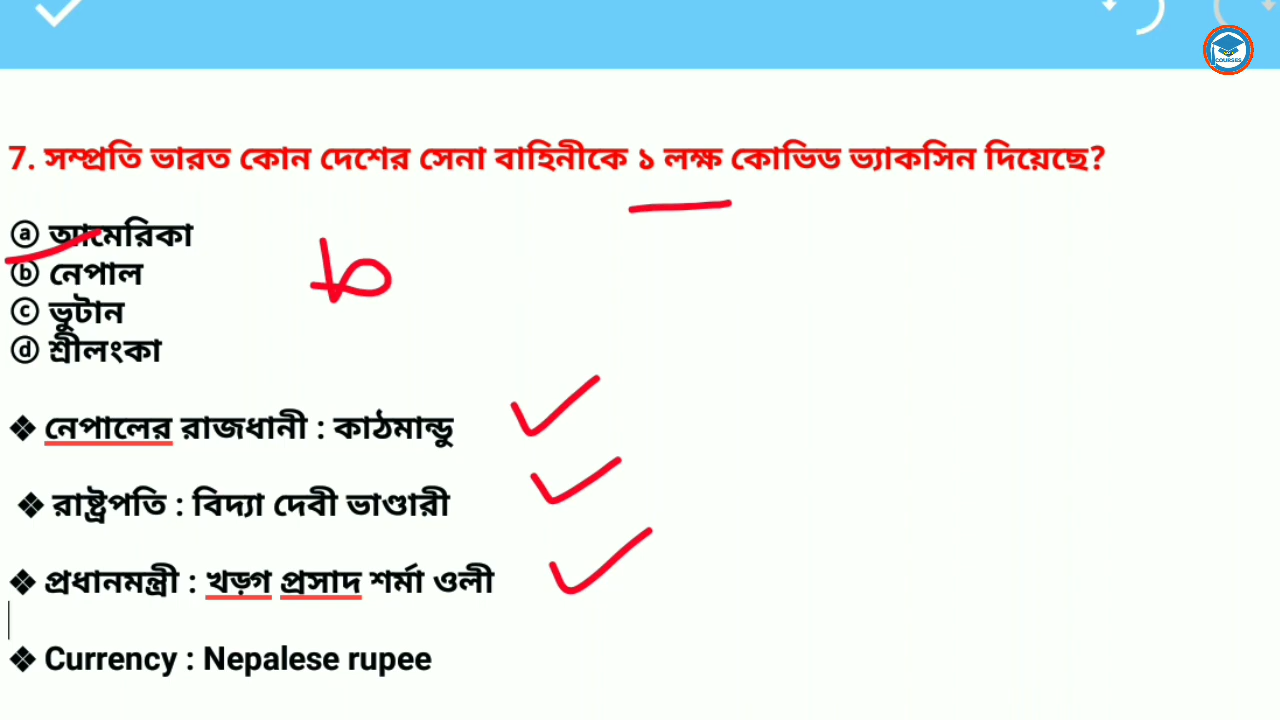 COURSES
7. সম্প্রতি ভারত কোন দেশের সেনা বাহিনীকে ১ লক্ষ কোভিড ভ্যাকসিন দিয়েছে?
ⓐ আমেরিকা
ⓑ নেপাল
b
ⓒ ভুটান
ⓓ শ্রীলংকা
❖ নেপালের রাজধানী : কাঠমান্ডু
❖ রাষ্ট্রপতি : বিদ্যা দেবী ভাণ্ডারী
❖ প্রধানমন্ত্রী : খড়্গ প্রসাদ শর্মা ওলী
❖ Currency : Nepalese rupee